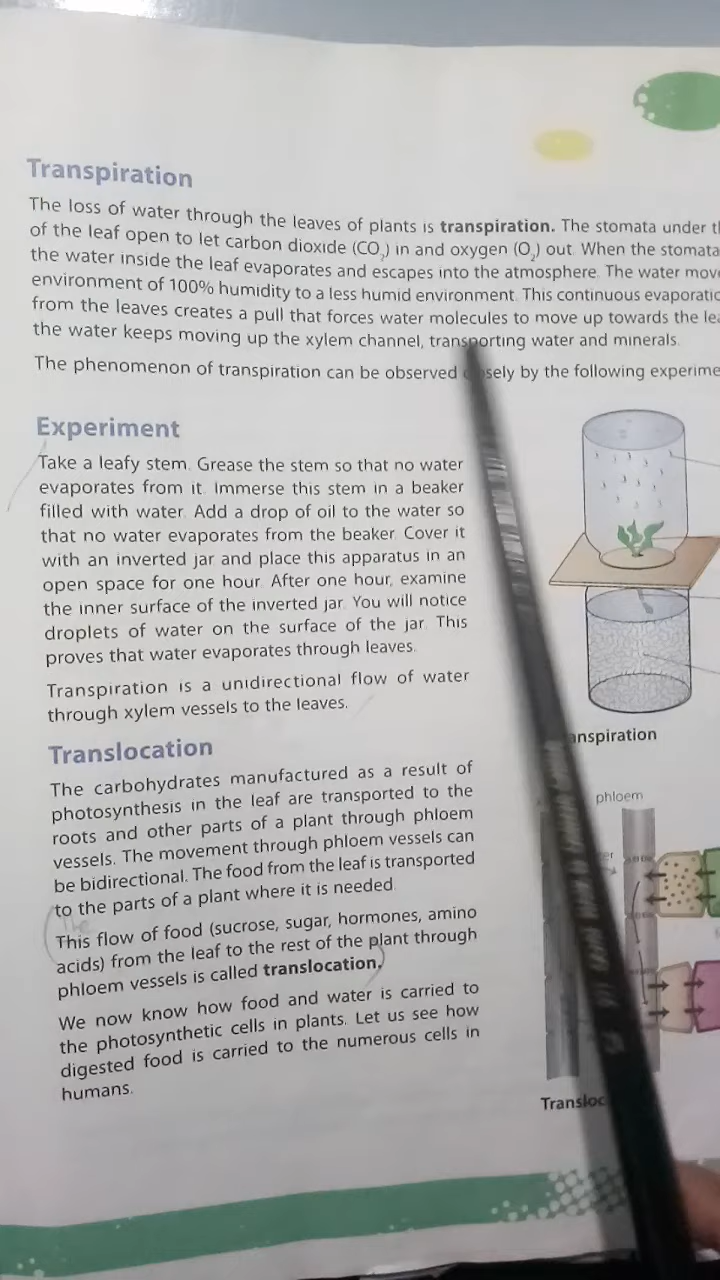 Transpiration
The loss of water through the leaves of plants is transpiration. The stomata under
of the leaf open to let carbon dioxide (CO₂) in and oxygen (O₂) out. When the stomata
the water inside the leaf evaporates and escapes into the atmosphere. The water
environment of 100% humidity to a less humid environment. This continuous
from the leaves creates a pull that forces water molecules to move up towards the
the water keeps moving up the xylem channel, transporting water and minerals.
The phenomenon of transpiration can be observed by the following
Experiment
Take a leafy stem. Grease the stem so that no water
evaporates from it. Immerse this stem in a beaker
filled with water. Add a drop of oil to the water so
that no water evaporates from the beaker. Cover it
with an inverted jar and place this apparatus in an
open space for one hour. After one hour, examine
the inner surface of the inverted jar. You will notice
droplets of water on the surface of the jar. This
proves that water evaporates through leaves.
Transpiration is a unidirectional flow of water
through xylem vessels to the leaves.
anspiration
Translocation
The carbohydrates manufactured as a result of
photosynthesis in the leaf are transported to the
roots and other parts of a plant through phloem
vessels. The movement through phloem vessels can
be bidirectional. The food from the leaf is transported
to the parts of a plant where it is needed.
This flow of food (sucrose, sugar, hormones, amino
acids) from the leaf to the rest of the plant through
phloem vessels is called translocation.
We now know how food and water is carried to
the photosynthetic cells in plants. Let us see how
digested food is carried to the numerous cells in
humans.
phloem
Transloc